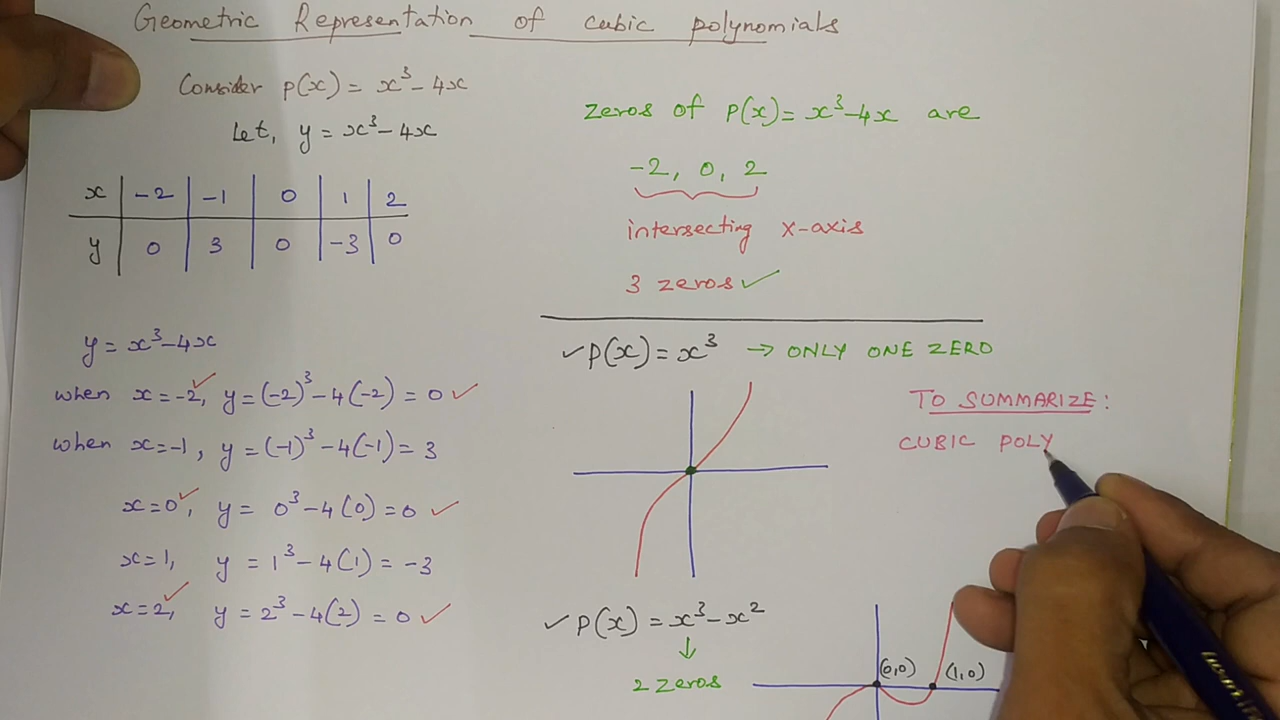 Geometric Representation of cubic polynomials
Consider p(x) = x³ - 4x
Let, y = x³ - 4x
x | -2 | -1 | 0 | 1 | 2
y | 0 | 3 | 0 | -3 | 0
y = x³ - 4x
when x = -2, y = (-2)³ - 4(-2) = 0
when x = -1, y = (-1)³ - 4(-1) = 3
x = 0, y = 0³ - 4(0) = 0
x = 1, y = 1³ - 4(1) = -3
x = 2, y = 2³ - 4(2) = 0
Zeros of p(x) = x³ - 4x are
-2, 0, 2
intersecting x-axis
3 zeros ✓
✓ p(x) = x³ → ONLY ONE ZERO
TO SUMMARIZE:
CUBIC POLY
✓ p(x) = x³ - x²
↓
2 zeros
(0,0) (1,0)